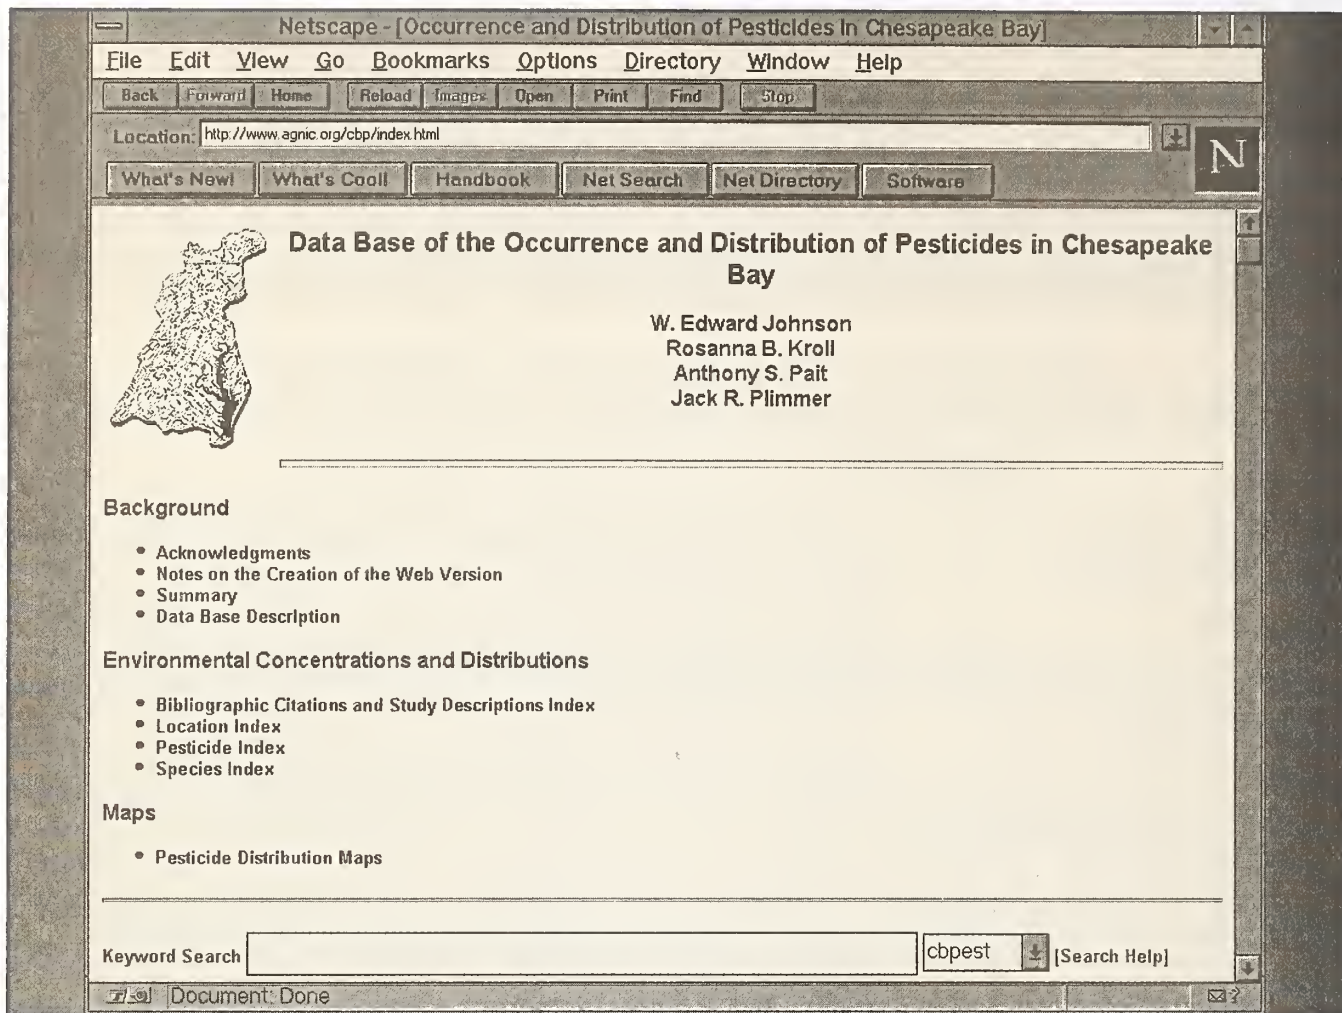 Netscape - [Occurrence and Distribution of Pesticides in Chesapeake Bay]
File Edit View Go Bookmarks Options Directory Window Help
Back Forward Home Reload Images Open Print Find Stop
Location: http://www.agnic.org/cbp/index.html
N
What's New! What's Cool! Handbook Net Search Net Directory Software
Data Base of the Occurrence and Distribution of Pesticides in Chesapeake
Bay
W. Edward Johnson
Rosanna B. Kroll
Anthony S. Pait
Jack R. Plimmer
Background
• Acknowledgments
• Notes on the Creation of the Web Version
• Summary
• Data Base Description
Environmental Concentrations and Distributions
• Bibliographic Citations and Study Descriptions Index
• Location Index
• Pesticide Index
• Species Index
Maps
• Pesticide Distribution Maps
Keyword Search cbpest [Search Help]
Document: Done